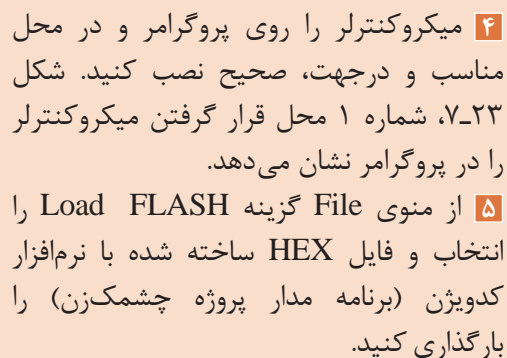 ۴ میکروکنترلر را روی پروگرامر و در محل
مناسب و درجهت، صحیح نصب کنید. شکل
۲۳ـ۷، شماره ۱ محل قرار گرفتن میکروکنترلر
را در پروگرامر نشان می‌دهد.
۵ از منوی File گزینه Load FLASH را
انتخاب و فایل HEX ساخته شده با نرم‌افزار
کدویژن (برنامه مدار پروژه چشمک‌زن) را
بارگذاری کنید.